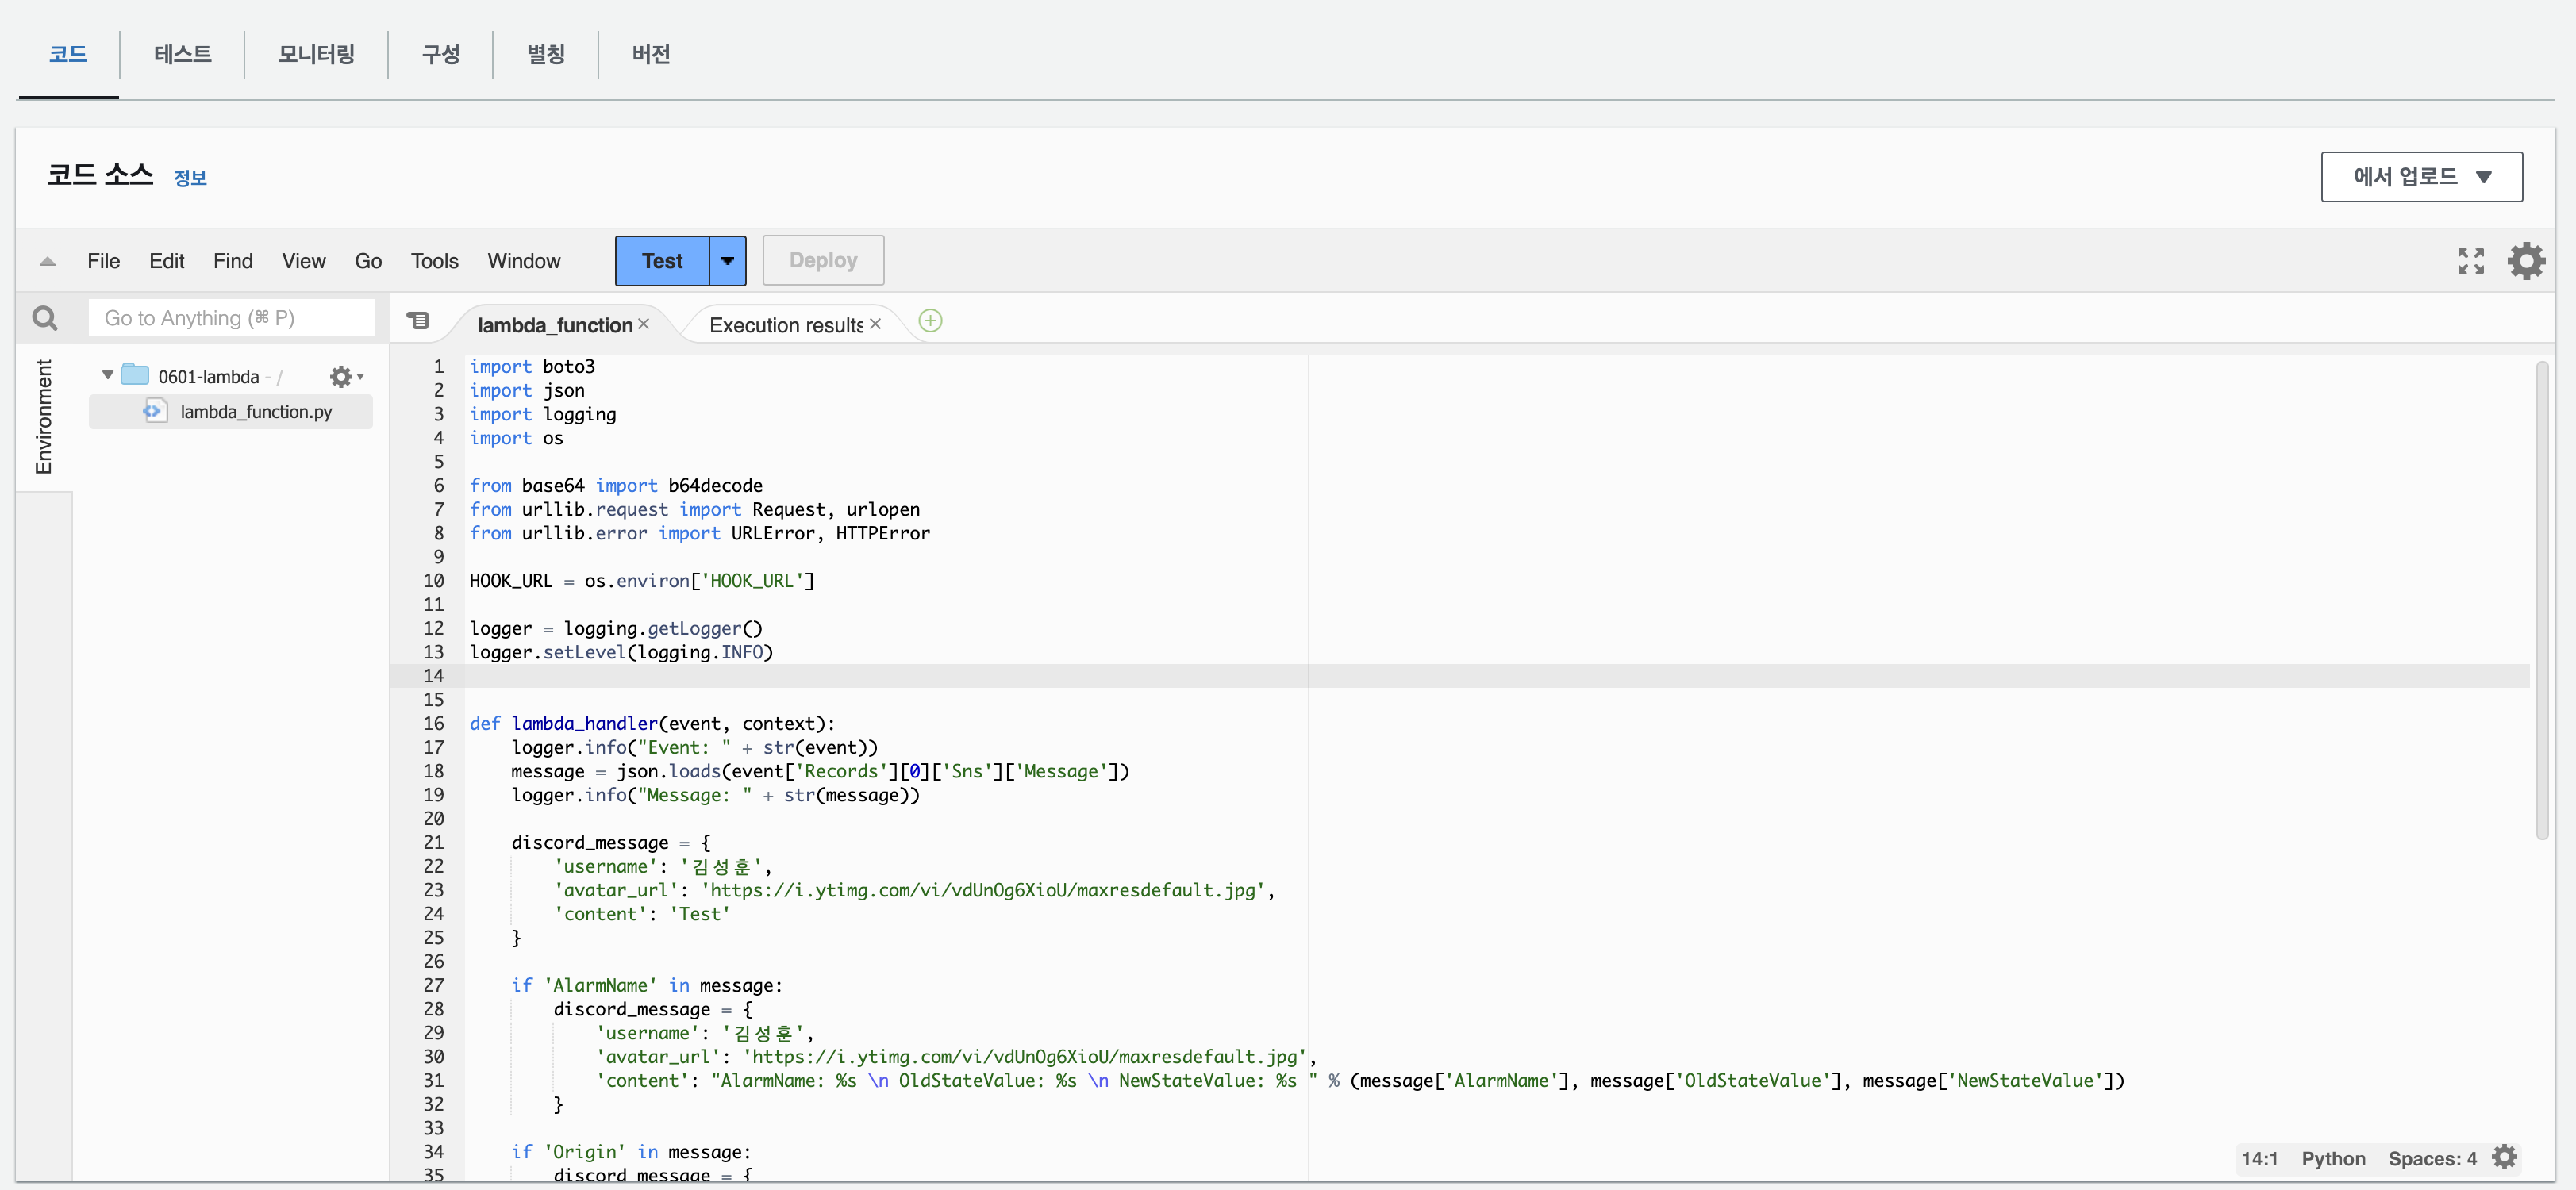 코드 테스트 모니터링 구성 별칭 버전
코드 소스 정보
에서 업로드
File Edit Find View Go Tools Window Test Deploy
Go to Anything (⌘ P)
lambda_function Execution results
Environment
0601-lambda - /
lambda_function.py
1 import boto3
2 import json
3 import logging
4 import os
5
6 from base64 import b64decode
7 from urllib.request import Request, urlopen
8 from urllib.error import URLError, HTTPError
9
10 HOOK_URL = os.environ['HOOK_URL']
11
12 logger = logging.getLogger()
13 logger.setLevel(logging.INFO)
14
15
16 def lambda_handler(event, context):
17     logger.info("Event: " + str(event))
18     message = json.loads(event['Records'][0]['Sns']['Message'])
19     logger.info("Message: " + str(message))
20
21     discord_message = {
22         'username': '김성훈',
23         'avatar_url': 'https://i.ytimg.com/vi/vdUnOg6XioU/maxresdefault.jpg',
24         'content': 'Test'
25     }
26
27     if 'AlarmName' in message:
28         discord_message = {
29             'username': '김성훈',
30             'avatar_url': 'https://i.ytimg.com/vi/vdUnOg6XioU/maxresdefault.jpg',
31             'content': "AlarmName: %s \n OldStateValue: %s \n NewStateValue: %s " % (message['AlarmName'], message['OldStateValue'], message['NewStateValue'])
32         }
33
34     if 'Origin' in message:
35         discord_message = {
14:1 Python Spaces: 4